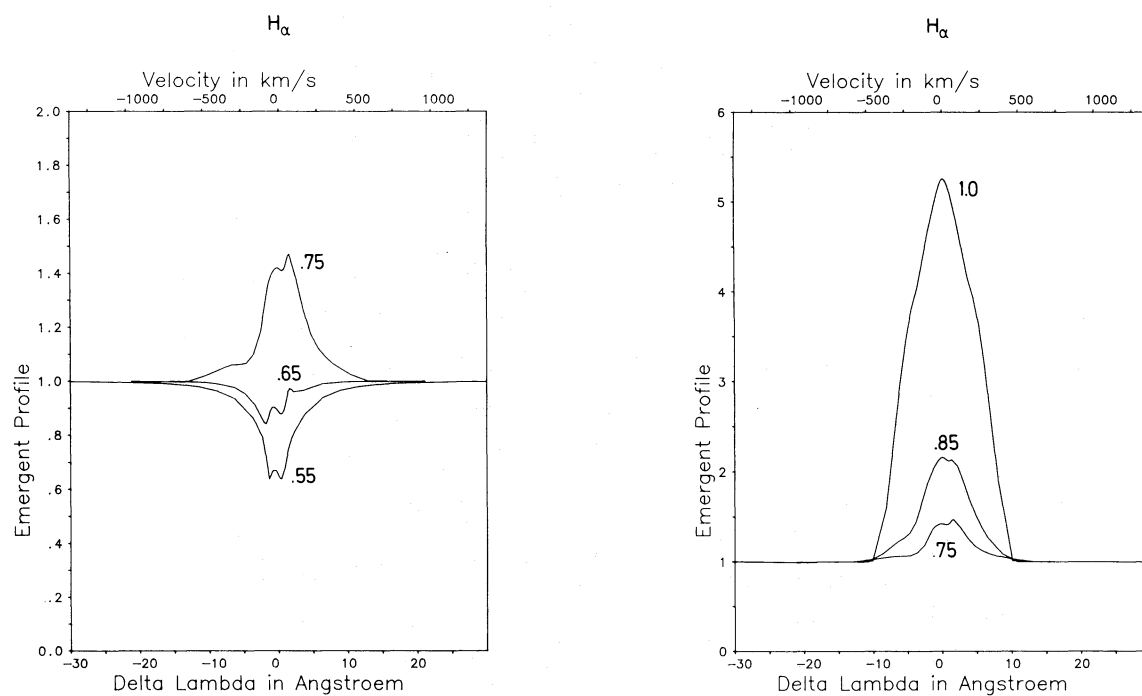 Hα
Velocity in km/s
-1000 -500 0 500 1000
2.0
1.8
1.6
1.4
1.2
1.0
.8
.6
.4
.2
0.0
.75
.65
.55
Emergent Profile
-30 -20 -10 0 10 20
Delta Lambda in Angstroem
Hα
Velocity in km/s
-1000 -500 0 500 1000
6
5
4
3
2
1
0
1.0
.85
.75
Emergent Profile
-30 -20 -10 0 10 20
Delta Lambda in Angstroem